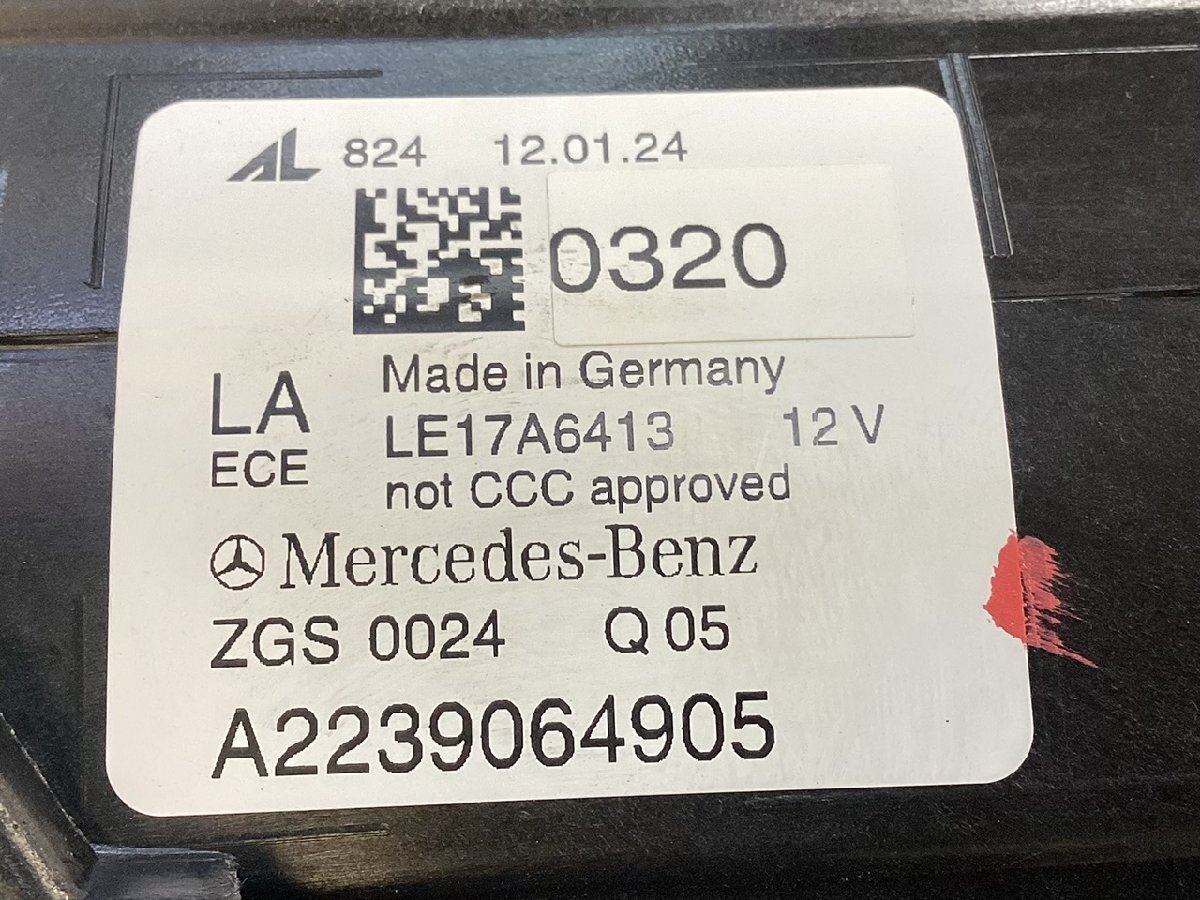 AL 824 12.01.24
0320
Made in Germany
LA LE17A6413 12 V
ECE not CCC approved
Mercedes-Benz
ZGS 0024 Q 05
A2239064905